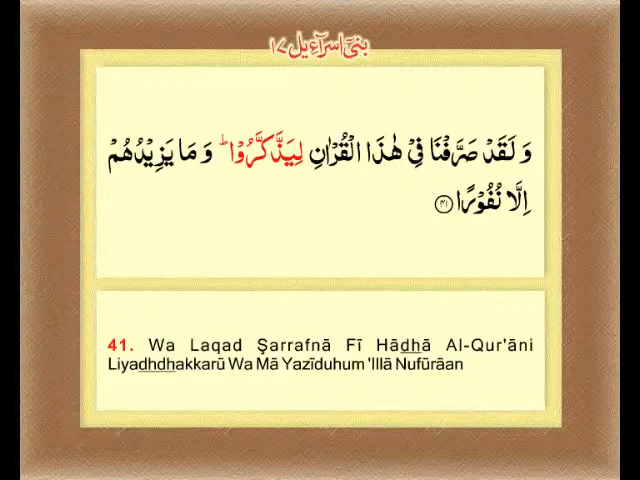 بنیٓ اسرآءیل ١٧
وَ لَقَدْ صَرَّفْنَا فِیْ هٰذَا الْقُرْاٰنِ لِیَذَّكَّرُوْا ؕ وَ مَا یَزِیْدُهُمْ
اِلَّا نُفُوْرًا ﴿۴۱﴾
41. Wa Laqad Şarrafnā Fī Hādhā Al-Qur'āni
Liyadhdhakkarū Wa Mā Yazīduhum 'Illā Nufūrāan